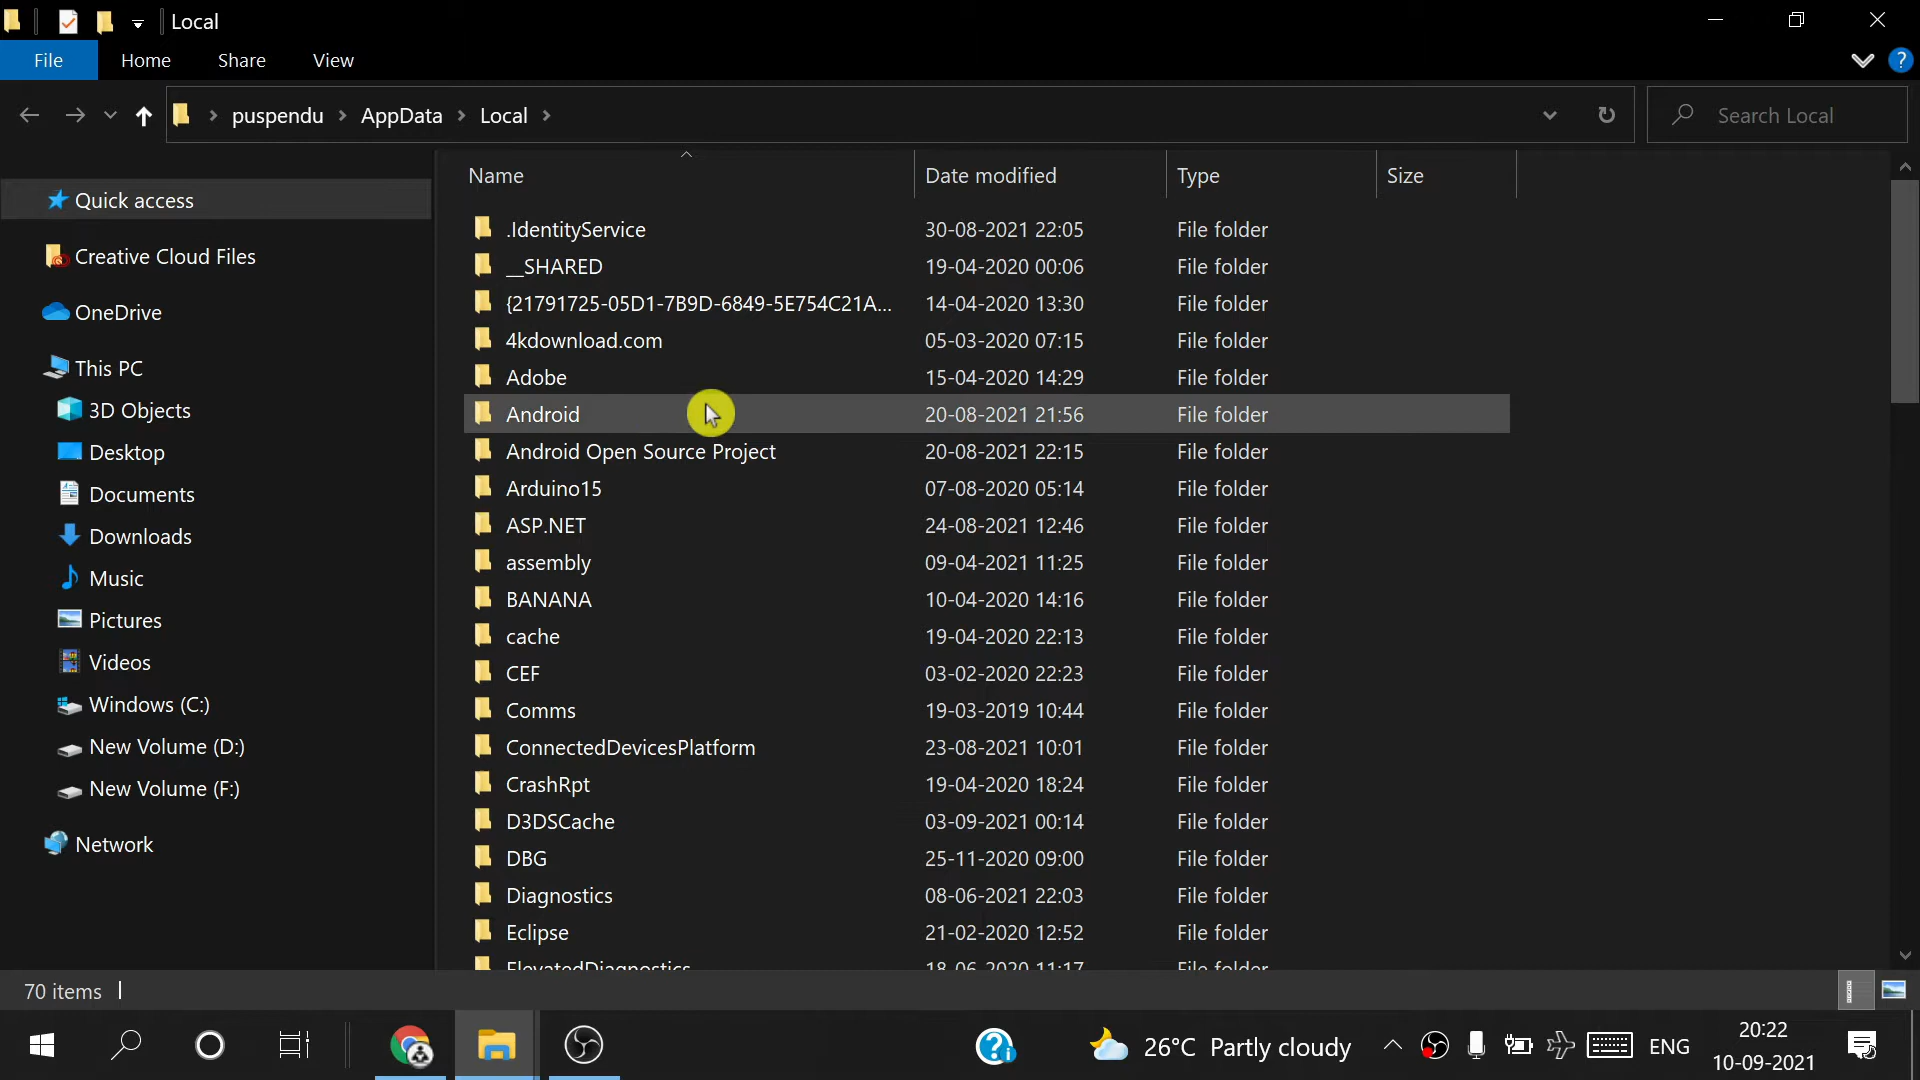 Local
File Home Share View
puspendu AppData Local Search Local
Name Date modified Type Size
Quick access
Creative Cloud Files
OneDrive
This PC
3D Objects
Desktop
Documents
Downloads
Music
Pictures
Videos
Windows (C:)
New Volume (D:)
New Volume (F:)
Network
.IdentityService 30-08-2021 22:05 File folder
__SHARED 19-04-2020 00:06 File folder
{21791725-05D1-7B9D-6849-5E754C21A... 14-04-2020 13:30 File folder
4kdownload.com 05-03-2020 07:15 File folder
Adobe 15-04-2020 14:29 File folder
Android 20-08-2021 21:56 File folder
Android Open Source Project 20-08-2021 22:15 File folder
Arduino15 07-08-2020 05:14 File folder
ASP.NET 24-08-2021 12:46 File folder
assembly 09-04-2021 11:25 File folder
BANANA 10-04-2020 14:16 File folder
cache 19-04-2020 22:13 File folder
CEF 03-02-2020 22:23 File folder
Comms 19-03-2019 10:44 File folder
ConnectedDevicesPlatform 23-08-2021 10:01 File folder
CrashRpt 19-04-2020 18:24 File folder
D3DSCache 03-09-2021 00:14 File folder
DBG 25-11-2020 09:00 File folder
Diagnostics 08-06-2021 22:03 File folder
Eclipse 21-02-2020 12:52 File folder
ElevatedDiagnostics 18-06-2020 11:17 File folder
70 items
26°C Partly cloudy ENG 20:22
10-09-2021